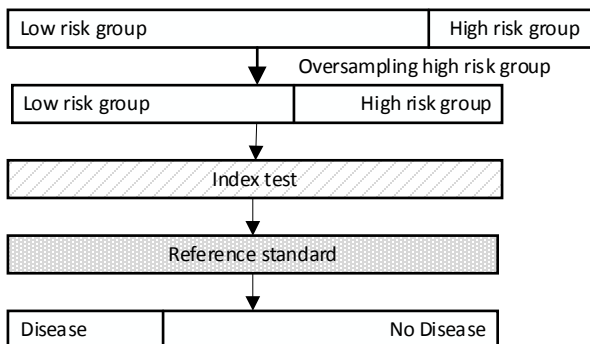 Low risk group High risk group
Oversampling high risk group
Low risk group High risk group
Index test
Reference standard
Disease No Disease